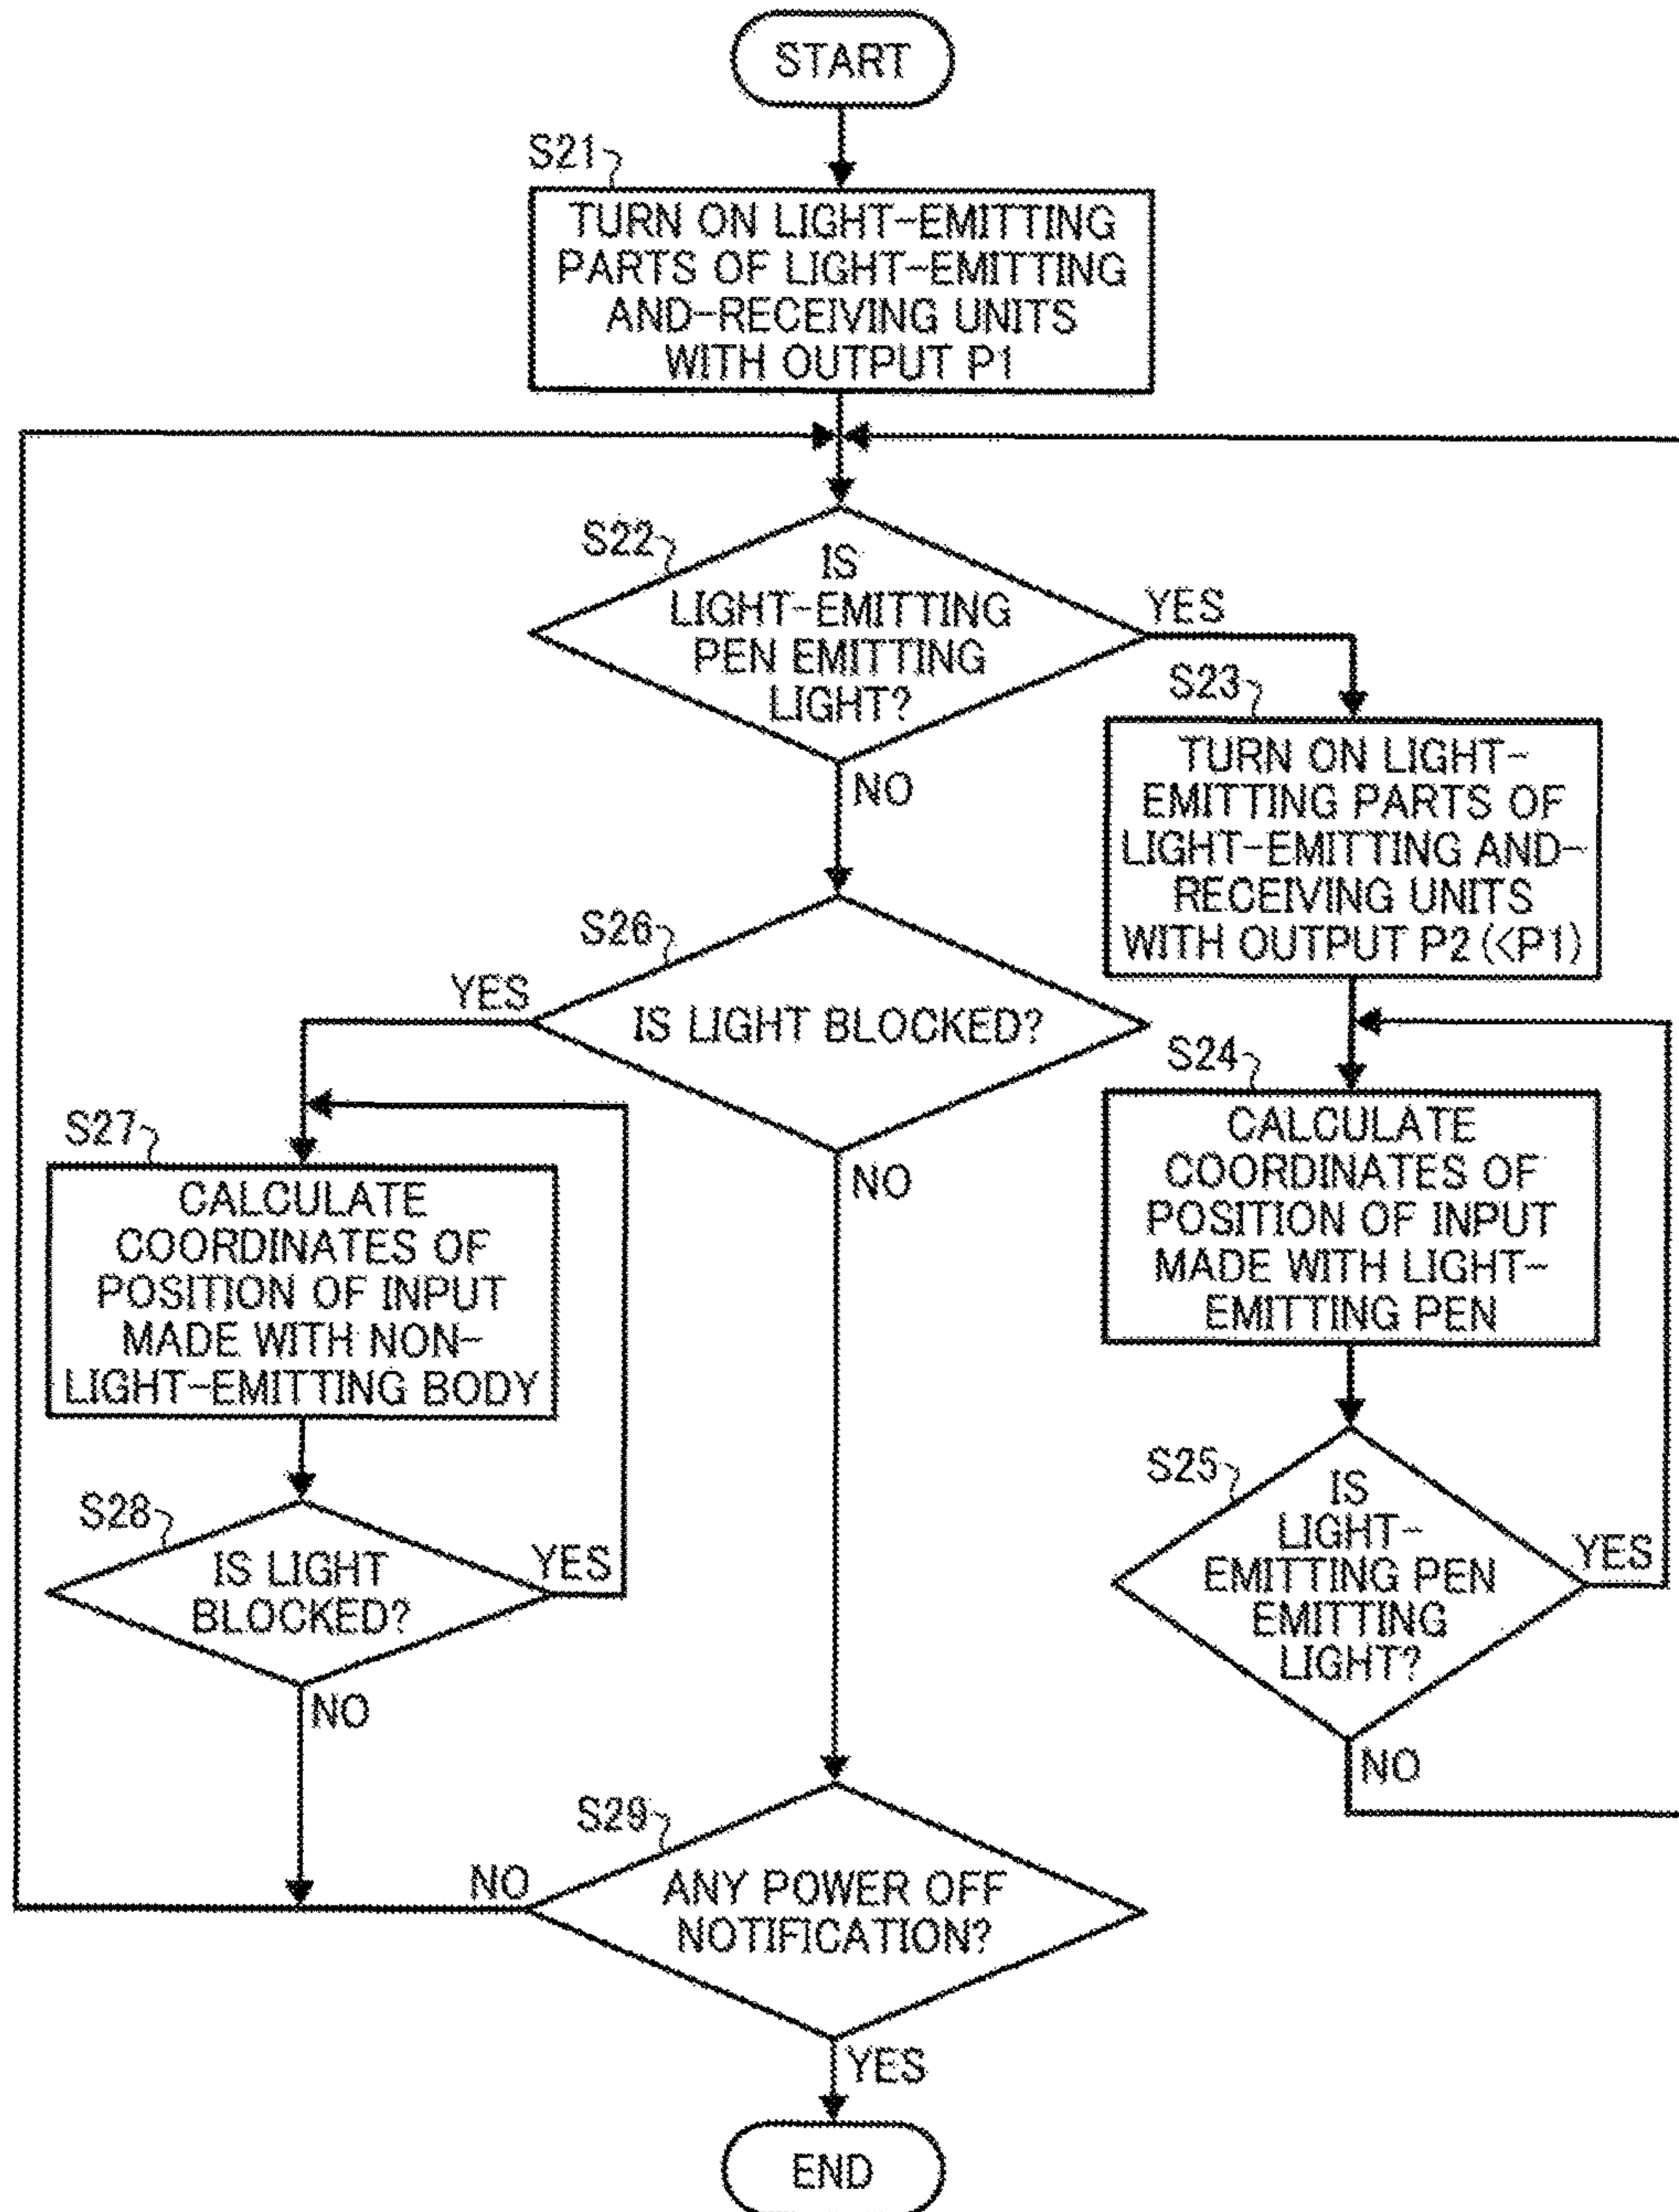 START
S21
TURN ON LIGHT-EMITTING
PARTS OF LIGHT-EMITTING
AND-RECEIVING UNITS
WITH OUTPUT P1
S22
IS
LIGHT-EMITTING
PEN EMITTING
LIGHT?
YES
NO
S23
TURN ON LIGHT-
EMITTING PARTS OF
LIGHT-EMITTING AND-
RECEIVING UNITS
WITH OUTPUT P2 (<P1)
S26
YES
IS LIGHT BLOCKED?
NO
S24
CALCULATE
COORDINATES OF
POSITION OF INPUT
MADE WITH LIGHT-
EMITTING PEN
S27
CALCULATE
COORDINATES OF
POSITION OF INPUT
MADE WITH NON-
LIGHT-EMITTING BODY
S25
IS
LIGHT-
EMITTING PEN
EMITTING
LIGHT?
YES
NO
S28
IS LIGHT
BLOCKED?
YES
NO
S29
NO
ANY POWER OFF
NOTIFICATION?
YES
END